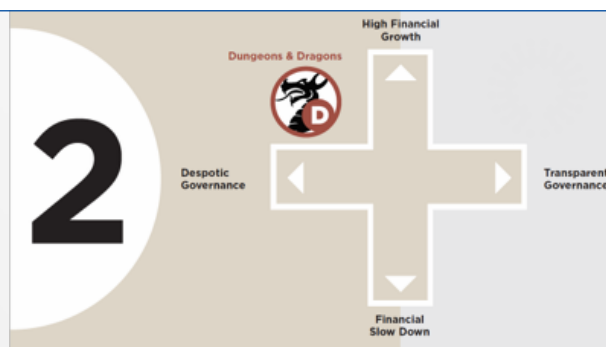 High Financial
Growth
Dungeons & Dragons
D
2
Despotic
Governance
Transparent
Governance
Financial
Slow Down